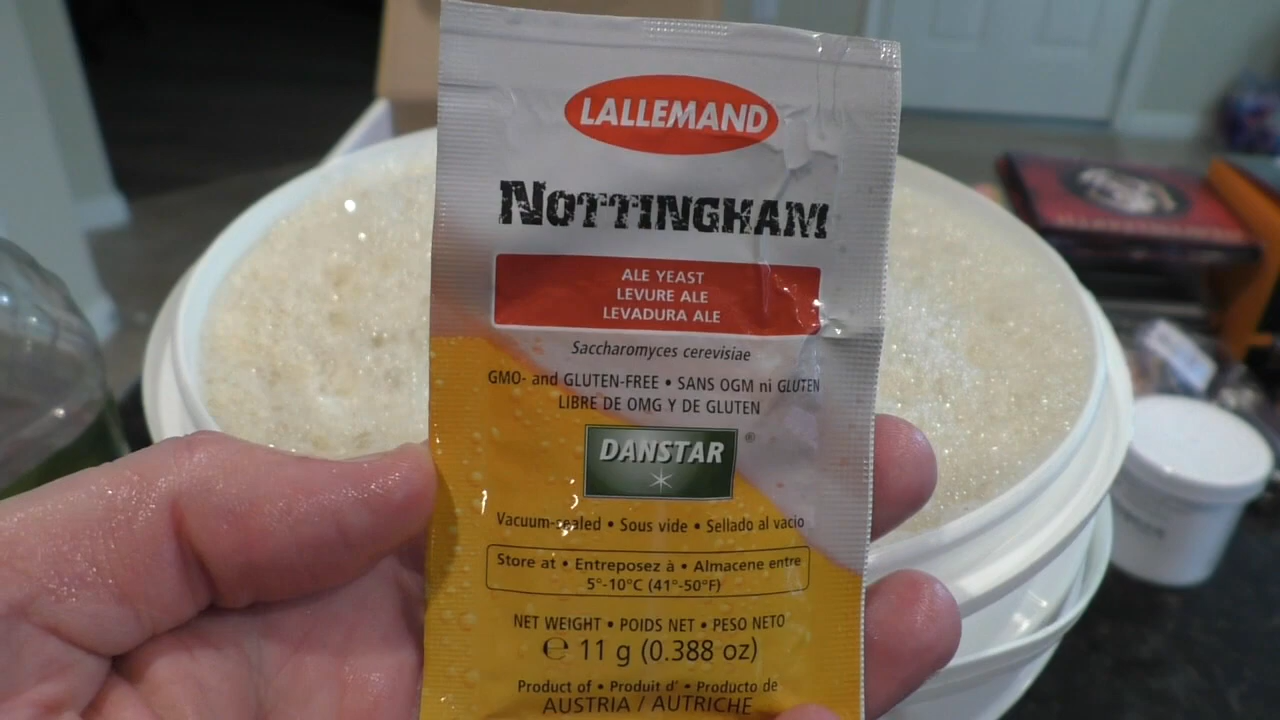 LALLEMAND
NOTTINGHAM
ALE YEAST
LEVURE ALE
LEVADURA ALE
Saccharomyces cerevisiae
GMO- and GLUTEN-FREE • SANS OGM ni GLUTEN
LIBRE DE OMG Y DE GLUTEN
DANSTAR ®
Vacuum-sealed • Sous vide • Sellado al vacio
Store at • Entreposez à • Almacene entre
5°-10°C (41°-50°F)
NET WEIGHT • POIDS NET • PESO NETO
℮ 11 g (0.388 oz)
Product of • Produit d' • Producto de
AUSTRIA / AUTRICHE